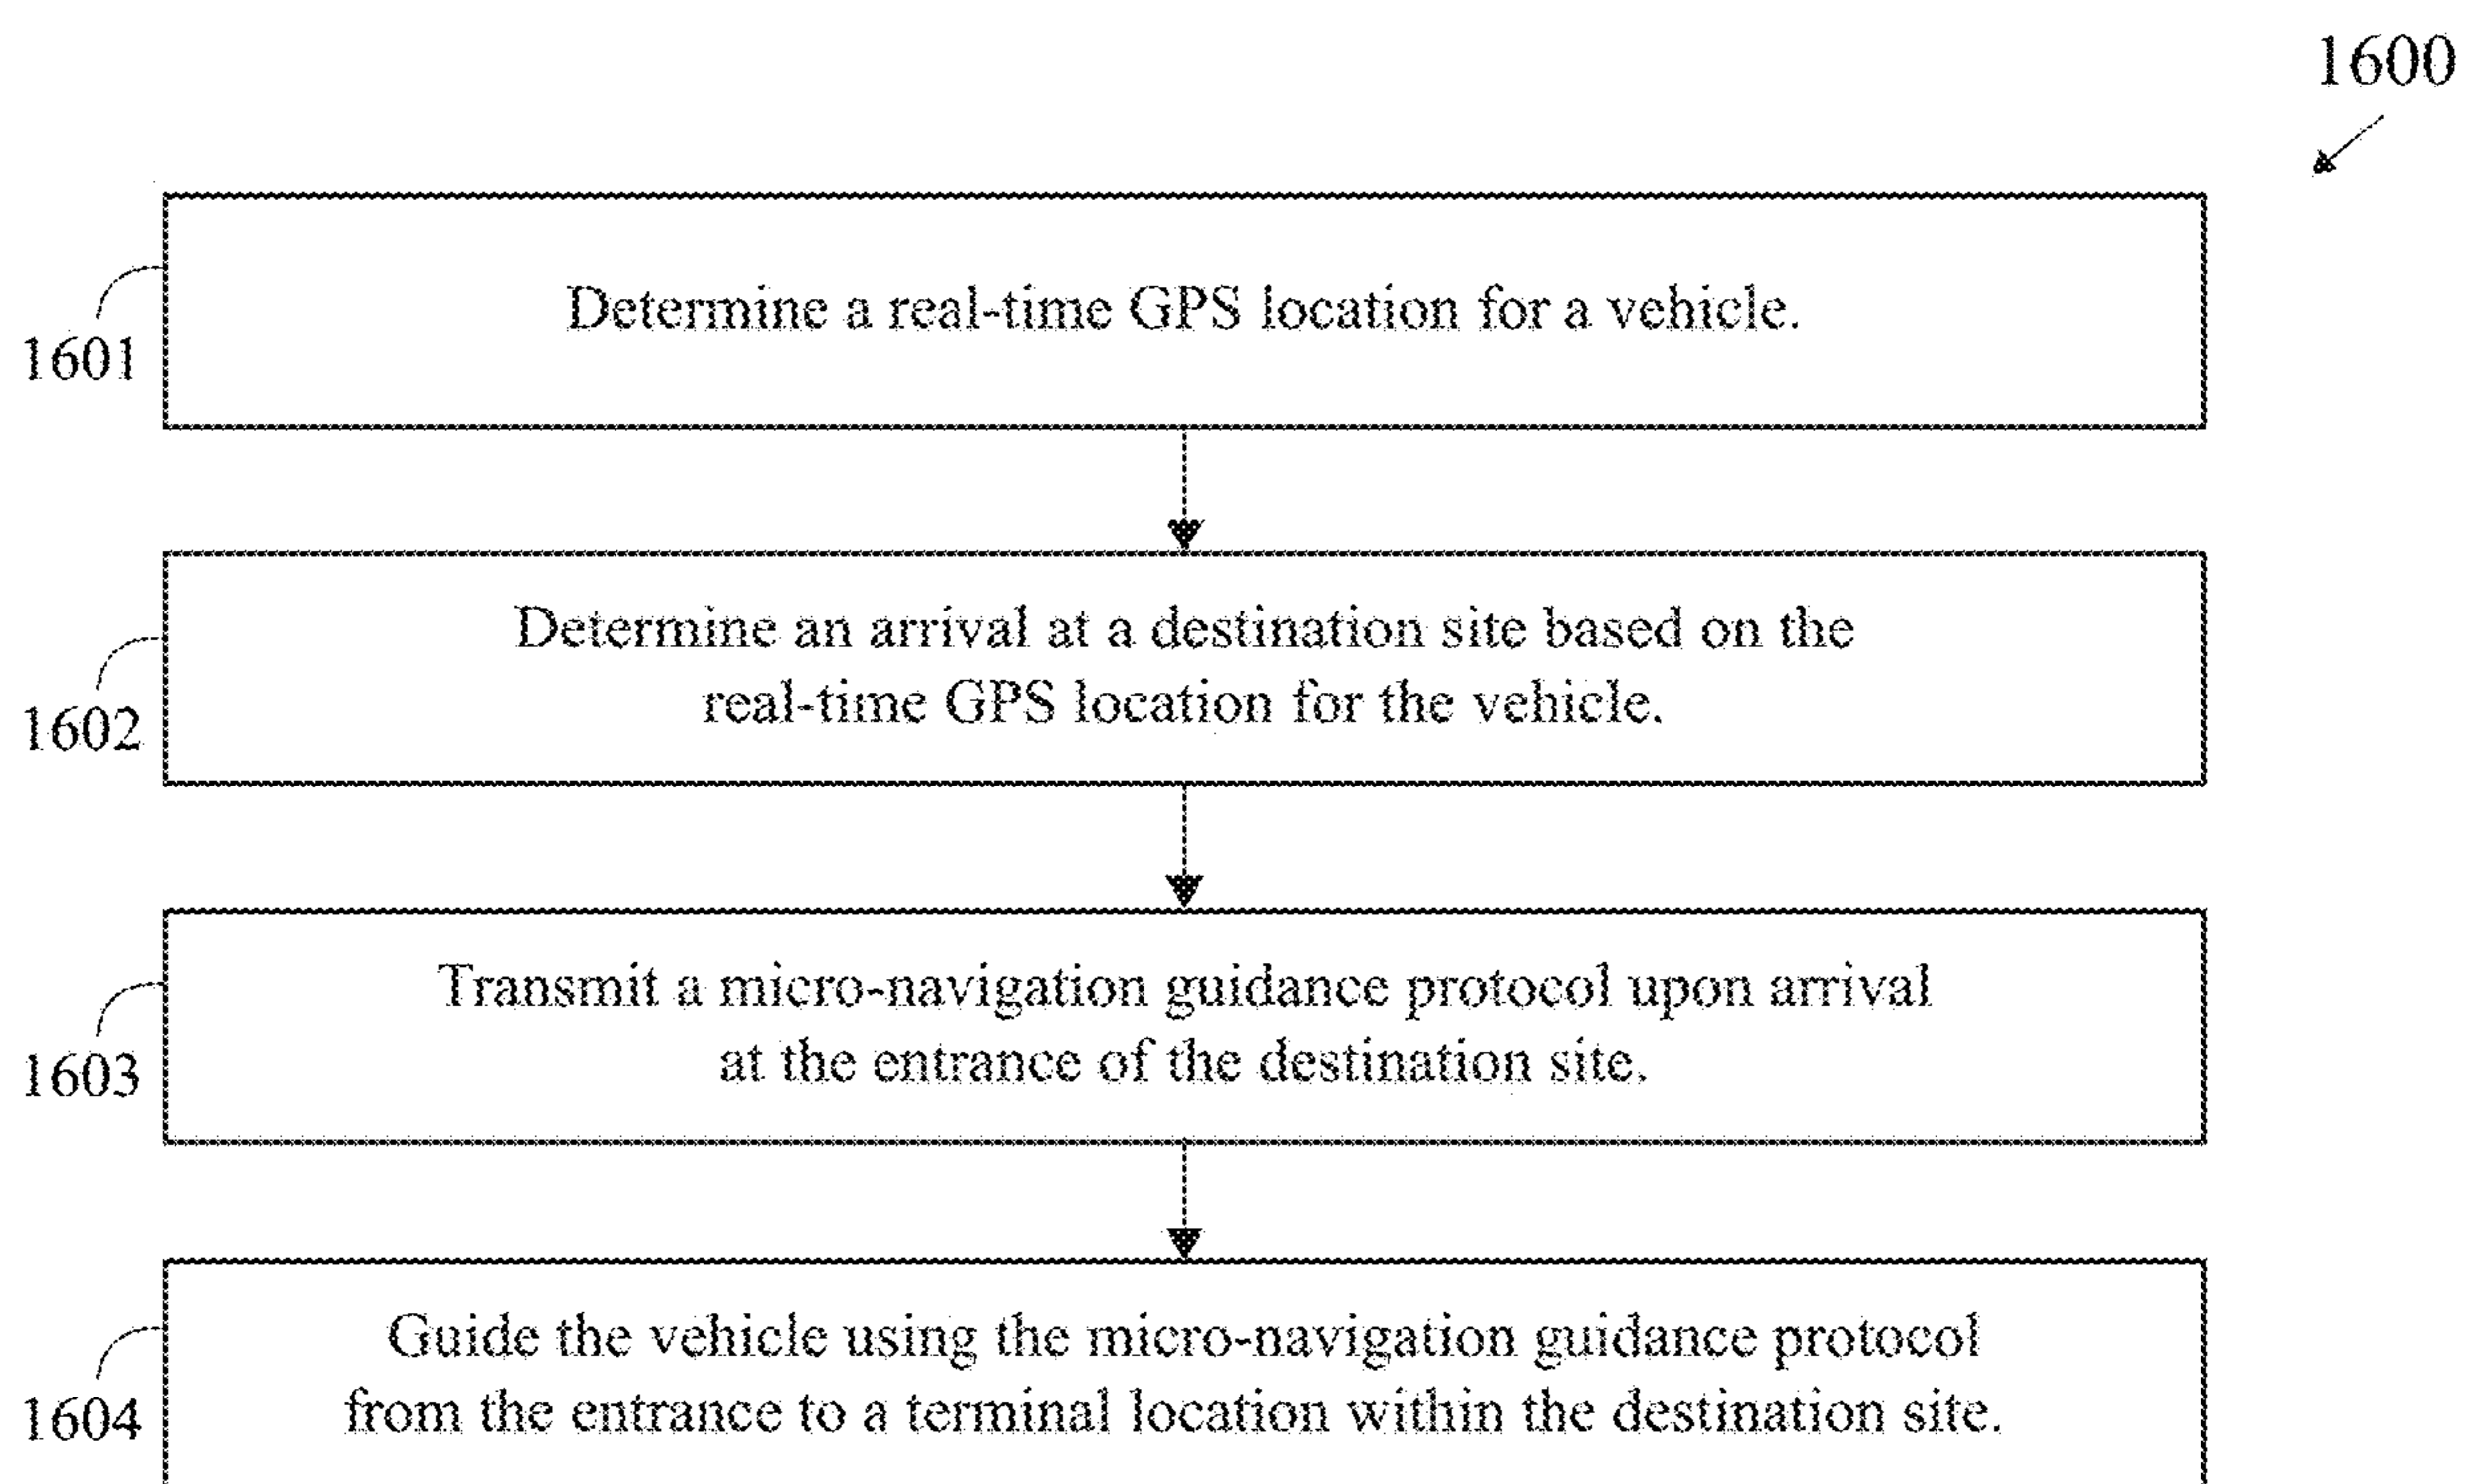 1600
Determine a real-time GPS location for a vehicle.
1601
Determine an arrival at a destination site based on the
real-time GPS location for the vehicle.
1602
Transmit a micro-navigation guidance protocol upon arrival
at the entrance of the destination site.
1603
Guide the vehicle using the micro-navigation guidance protocol
from the entrance to a terminal location within the destination site.
1604